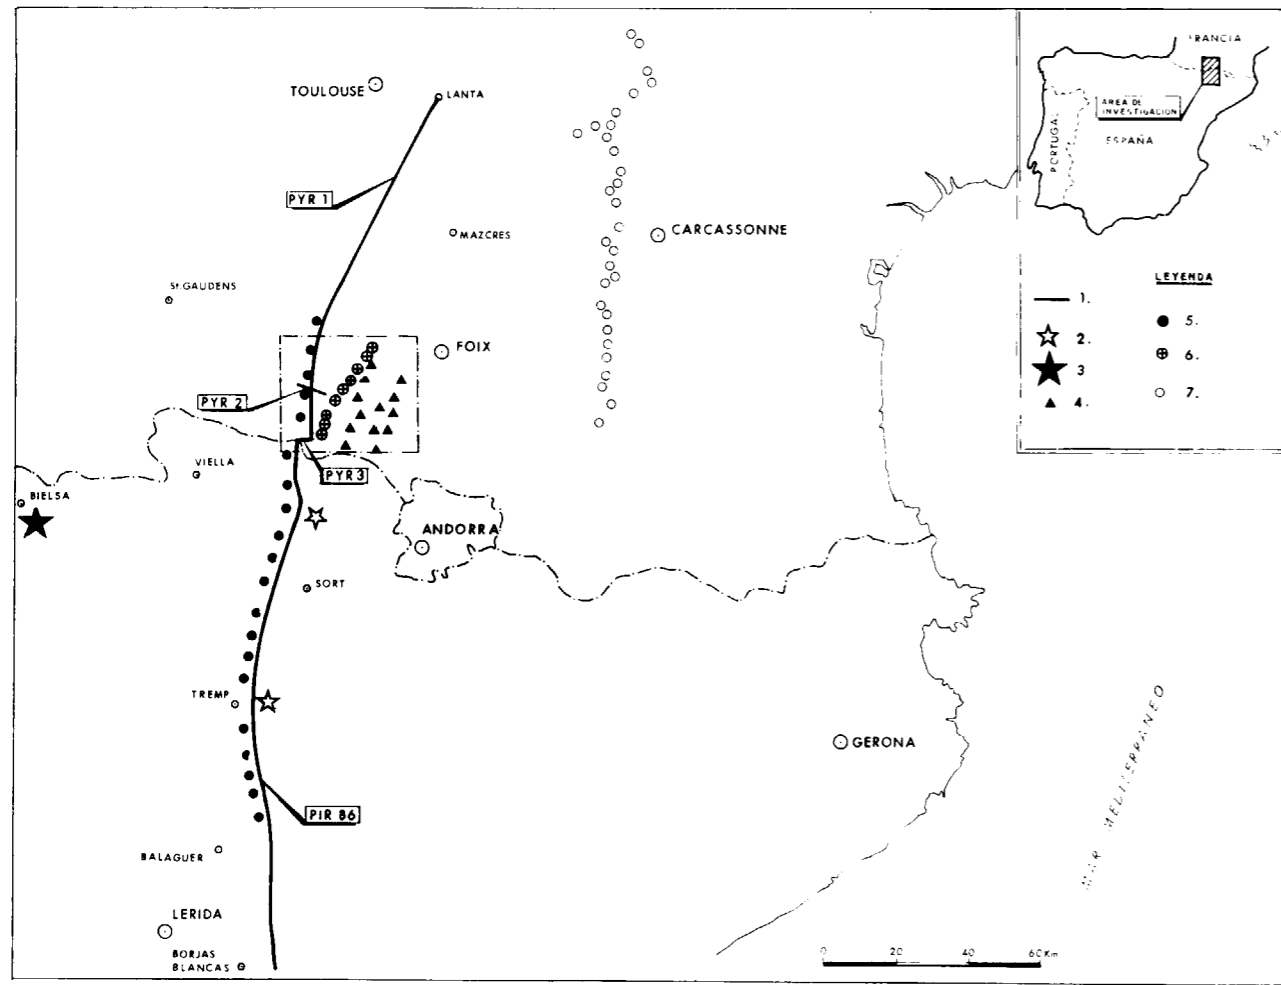 TOULOUSE
LANTA
PYR 1
MAZCRES
CARCASSONNE
St. GAUDENS
FOIX
PYR 2
VIELLA
PYR 3
BIELSA
ANDORRA
SORT
TREMP
GERONA
PIR 86
BALAGUER
LERIDA
BORJAS
BLANCAS
MAR MEDITERRANEO
0 20 40 60 Km
FRANCIA
AREA DE
INVESTIGACION
ESPAÑA
PORTUGAL
LEYENDA
1.
2.
3
4.
5.
6.
7.